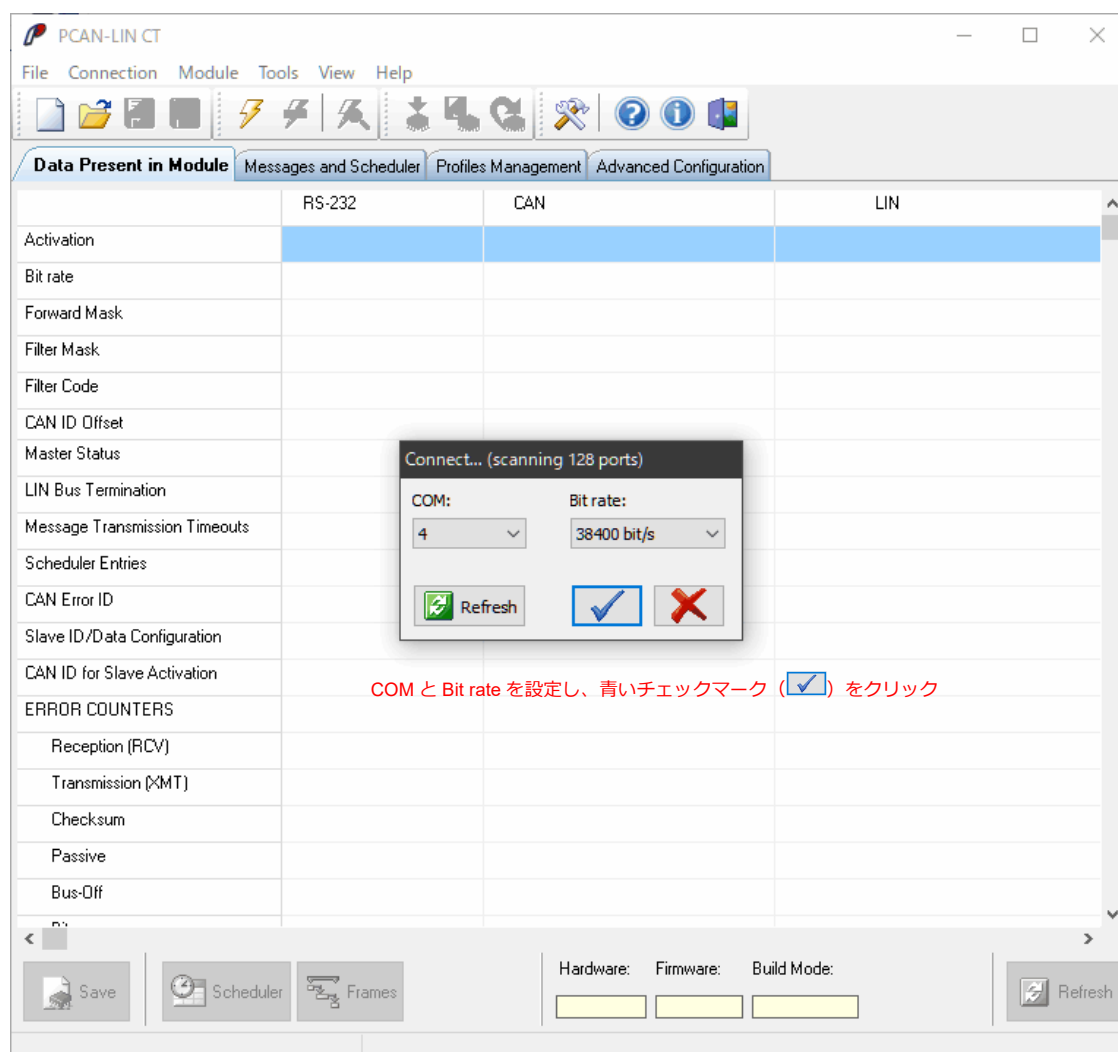 PCAN-LIN CT
File Connection Module Tools View Help
Data Present in Module Messages and Scheduler Profiles Management Advanced Configuration
RS-232 CAN LIN
Activation
Bit rate
Forward Mask
Filter Mask
Filter Code
CAN ID Offset
Master Status
LIN Bus Termination
Message Transmission Timeouts
Scheduler Entries
CAN Error ID
Slave ID/Data Configuration
CAN ID for Slave Activation
ERROR COUNTERS
Reception (RCV)
Transmission (XMT)
Checksum
Passive
Bus-Off
Connect... (scanning 128 ports)
COM: Bit rate:
4 38400 bit/s
Refresh
COM と Bit rate を設定し、青いチェックマーク（）をクリック
Save Scheduler Frames
Hardware: Firmware: Build Mode:
Refresh